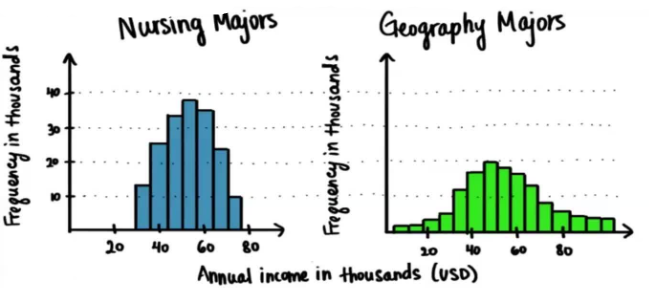 Nursing Majors
Frequency in thousands
40
30
20
10
20 40 60 80
Geography Majors
Frequency in thousands
20 40 60 80
Annual income in thousands (USD)